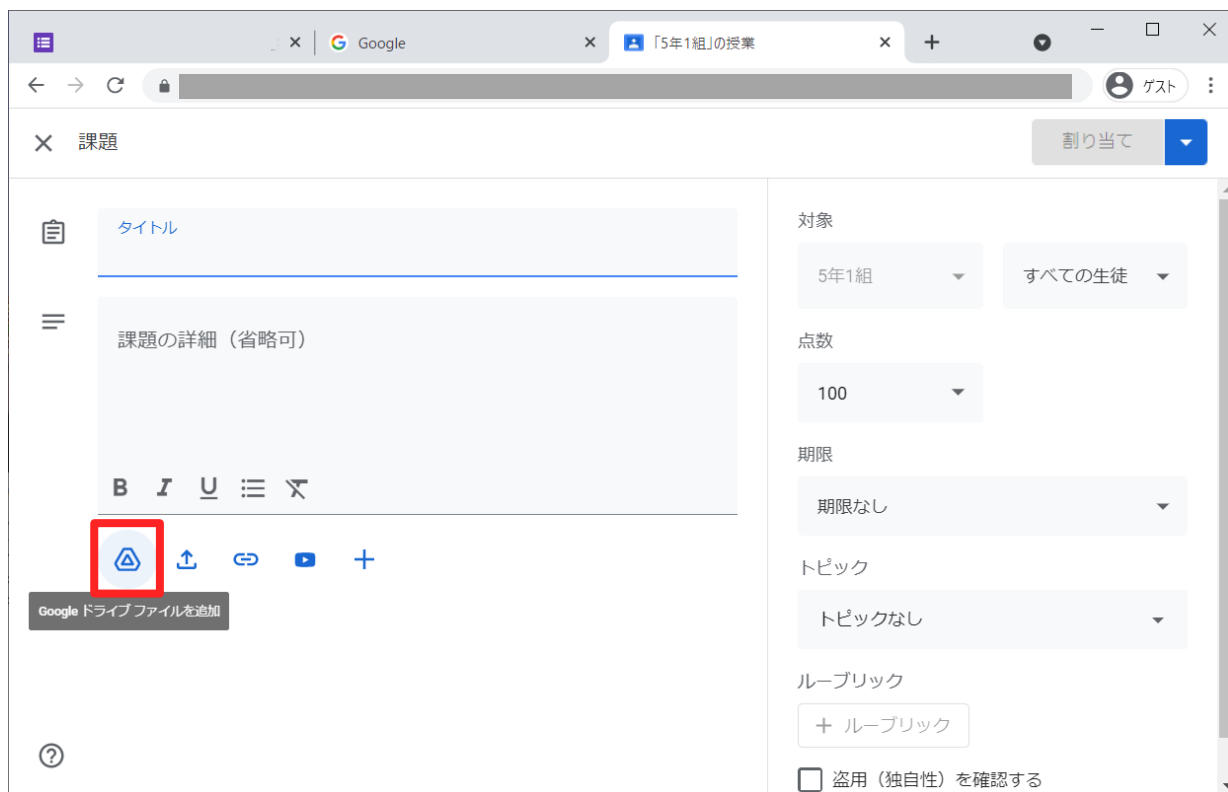 Google
「5年1組」の授業
ゲスト
課題
割り当て
タイトル
課題の詳細（省略可）
B I U
Google ドライブ ファイルを追加
対象
5年1組
すべての生徒
点数
100
期限
期限なし
トピック
トピックなし
ルーブリック
+ ルーブリック
盗用（独自性）を確認する